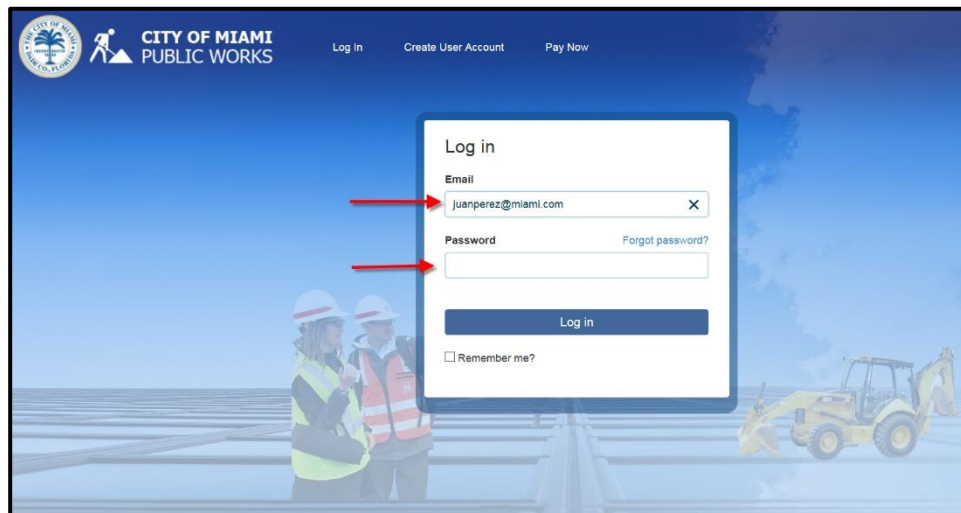 CITY OF MIAMI
PUBLIC WORKS
Log In Create User Account Pay Now
Log in
Email
juanperez@miami.com
Password Forgot password?
Log in
Remember me?